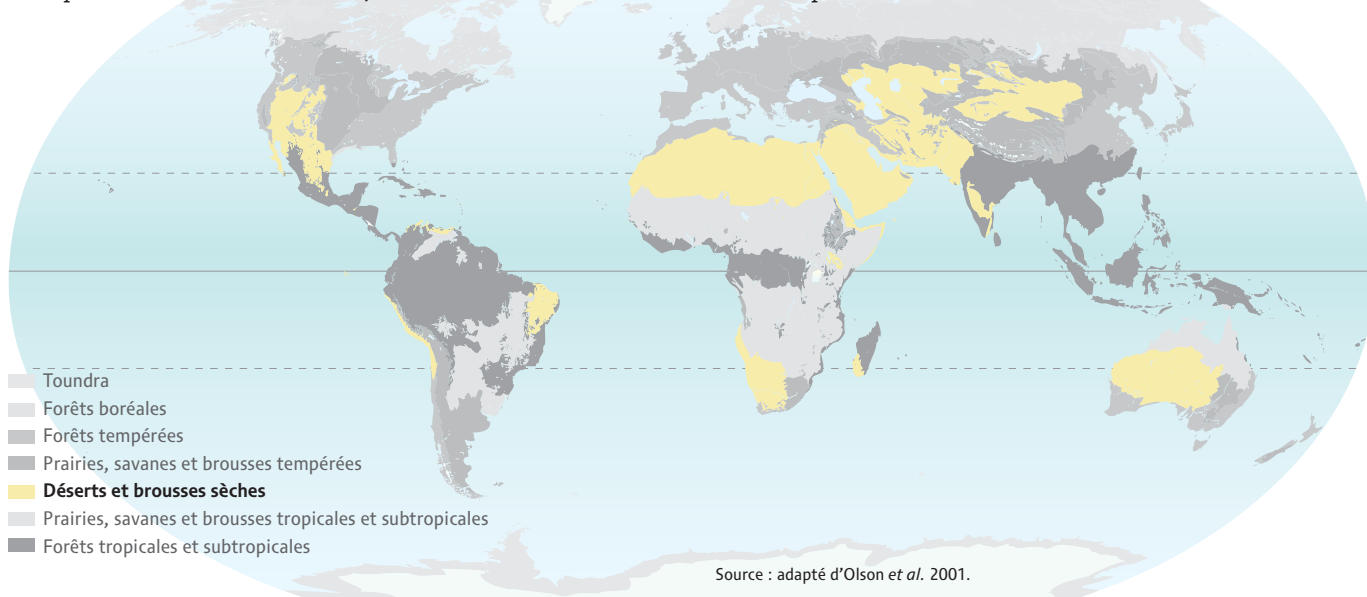 Toundra
Forêts boréales
Forêts tempérées
Prairies, savanes et brousses tempérées
Déserts et brousses sèches
Prairies, savanes et brousses tropicales et subtropicales
Forêts tropicales et subtropicales
Source : adapté d'Olson et al. 2001.